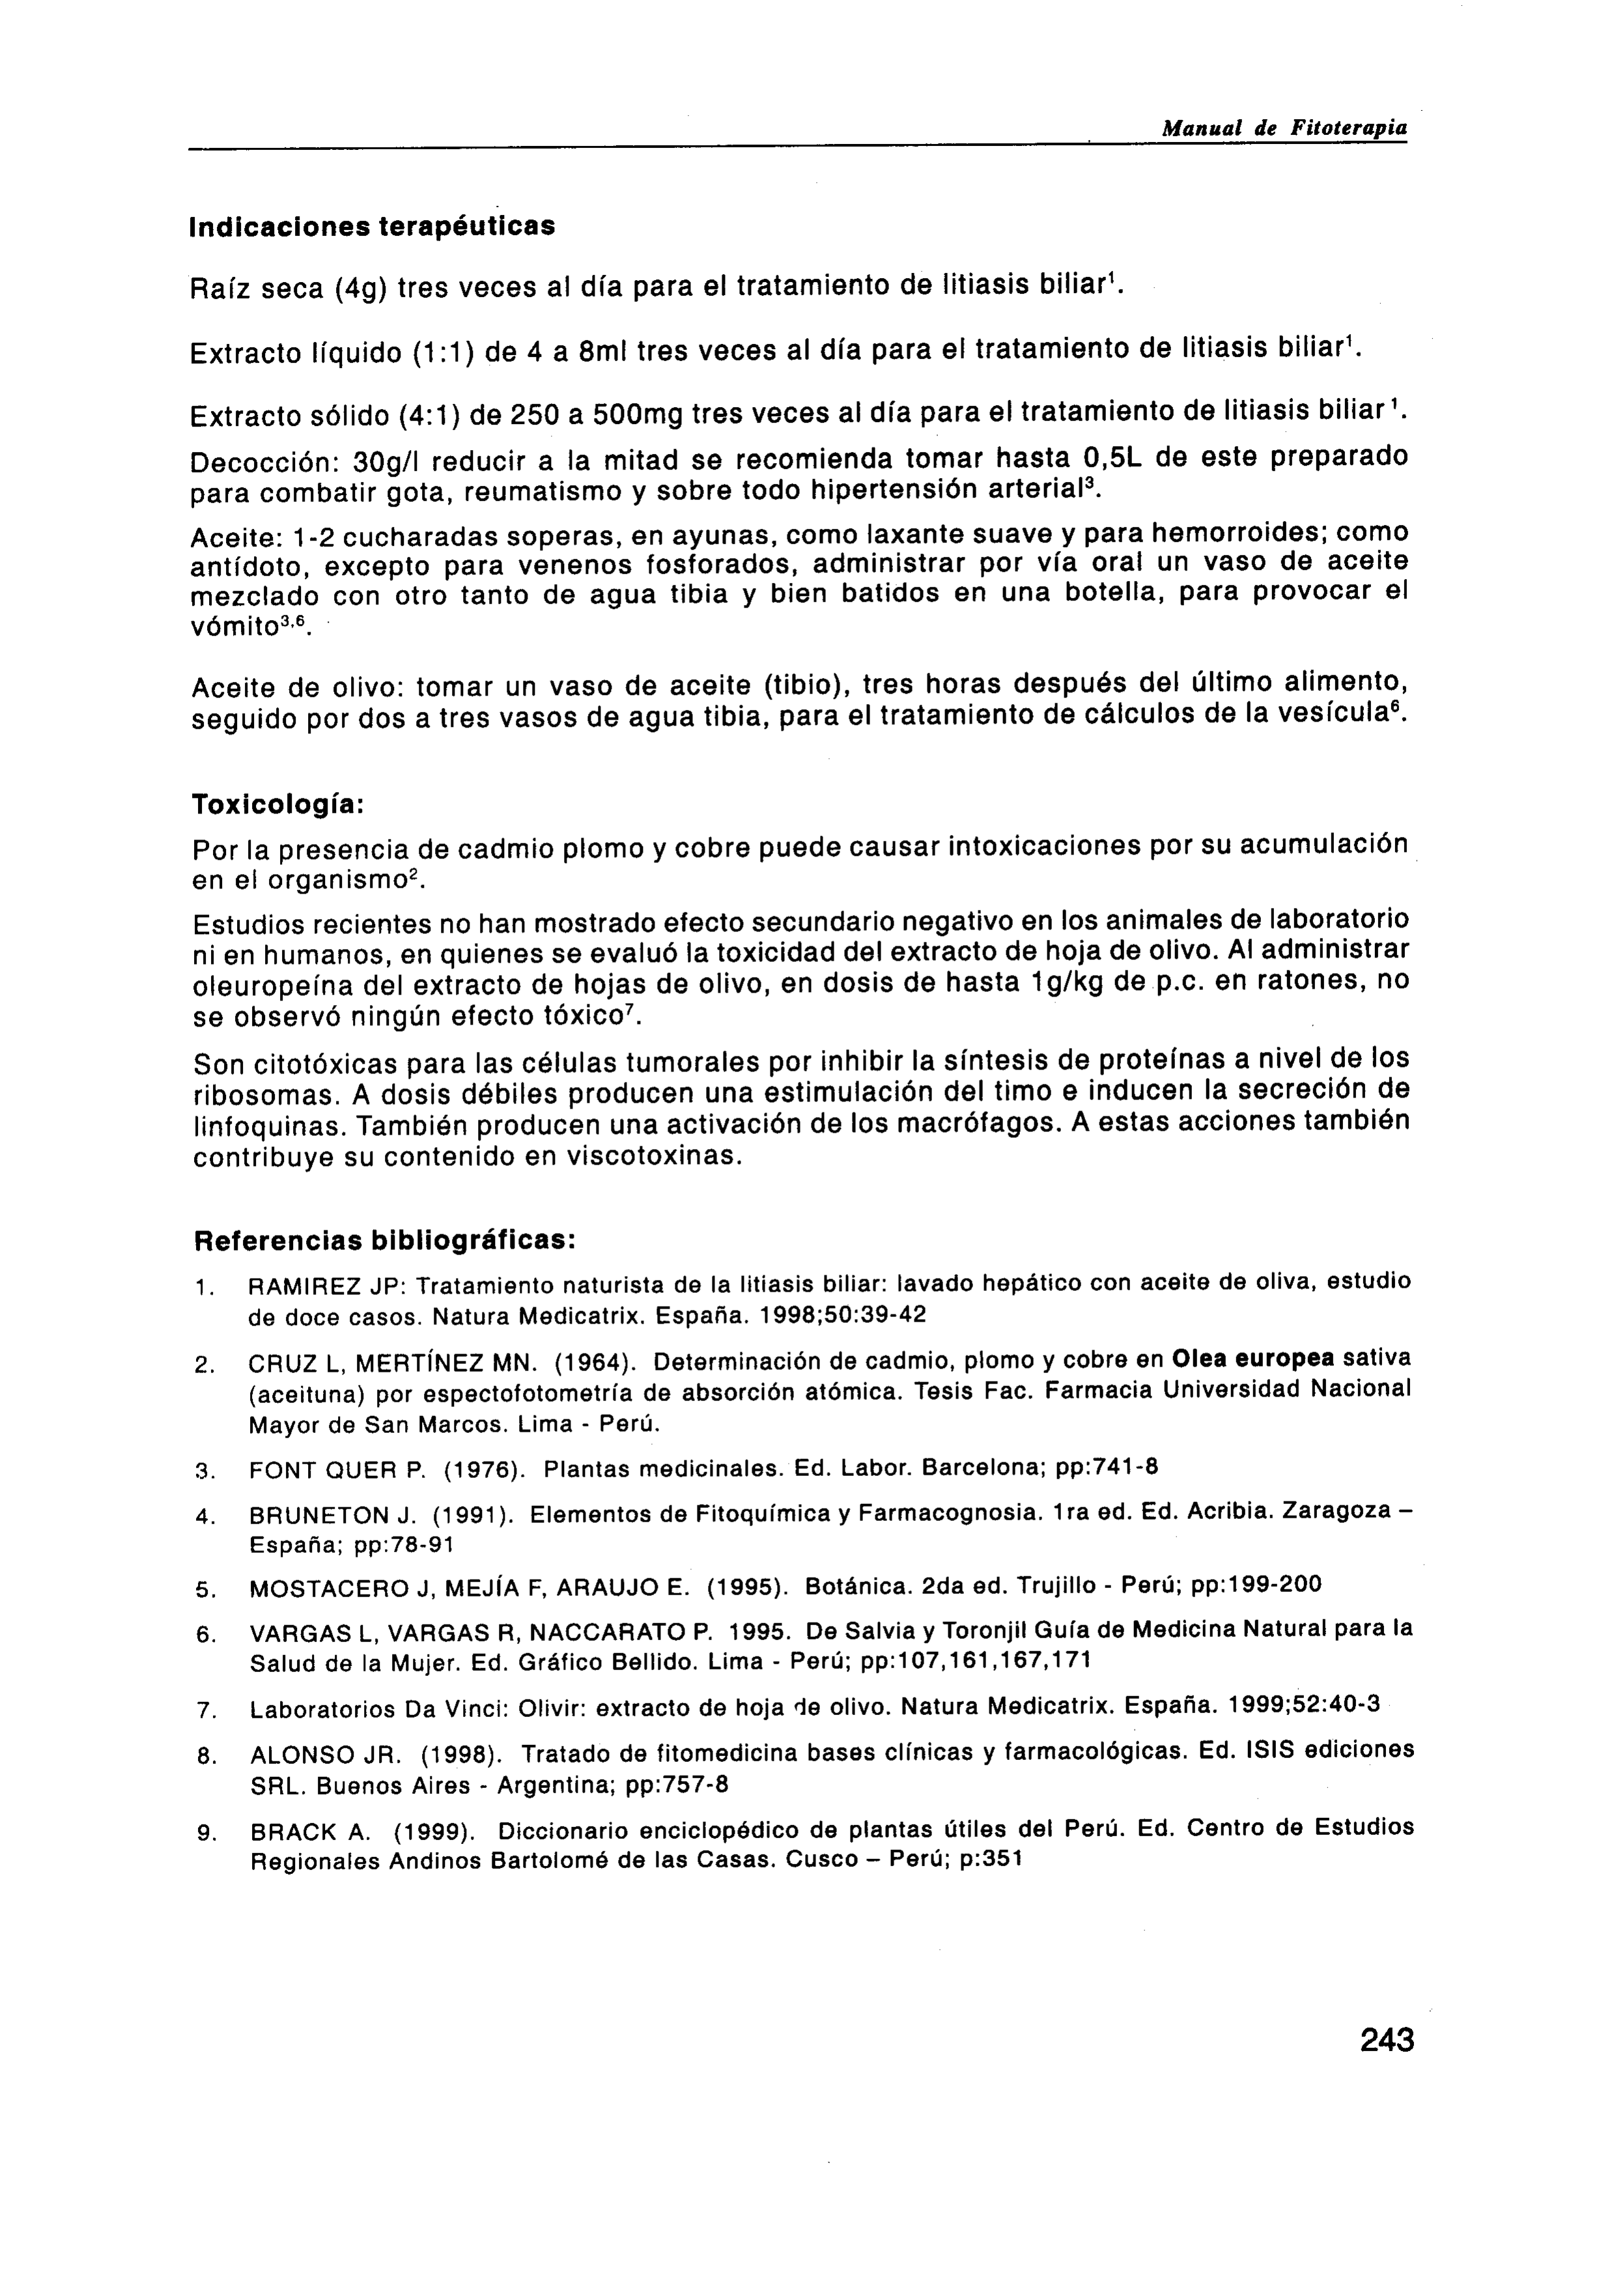 Manual de Fitoterapia
Indicaciones terapéuticas
Raíz seca (4g) tres veces al día para el tratamiento de litiasis biliar¹.
Extracto líquido (1:1) de 4 a 8ml tres veces al día para el tratamiento de litiasis biliar¹.
Extracto sólido (4:1) de 250 a 500mg tres veces al día para el tratamiento de litiasis biliar¹.
Decocción: 30g/l reducir a la mitad se recomienda tomar hasta 0,5L de este preparado
para combatir gota, reumatismo y sobre todo hipertensión arterial³.
Aceite: 1-2 cucharadas soperas, en ayunas, como laxante suave y para hemorroides; como
antídoto, excepto para venenos fosforados, administrar por vía oral un vaso de aceite
mezclado con otro tanto de agua tibia y bien batidos en una botella, para provocar el
vómito³,⁶.
Aceite de olivo: tomar un vaso de aceite (tibio), tres horas después del último alimento,
seguido por dos a tres vasos de agua tibia, para el tratamiento de cálculos de la vesícula⁶.
Toxicología:
Por la presencia de cadmio plomo y cobre puede causar intoxicaciones por su acumulación
en el organismo².
Estudios recientes no han mostrado efecto secundario negativo en los animales de laboratorio
ni en humanos, en quienes se evaluó la toxicidad del extracto de hoja de olivo. Al administrar
oleuropeína del extracto de hojas de olivo, en dosis de hasta 1g/kg de p.c. en ratones, no
se observó ningún efecto tóxico⁷.
Son citotóxicas para las células tumorales por inhibir la síntesis de proteínas a nivel de los
ribosomas. A dosis débiles producen una estimulación del timo e inducen la secreción de
linfoquinas. También producen una activación de los macrófagos. A estas acciones también
contribuye su contenido en viscotoxinas.
Referencias bibliográficas:
1. RAMIREZ JP: Tratamiento naturista de la litiasis biliar: lavado hepático con aceite de oliva, estudio
de doce casos. Natura Medicatrix. España. 1998;50:39-42
2. CRUZ L, MERTÍNEZ MN. (1964). Determinación de cadmio, plomo y cobre en Olea europea sativa
(aceituna) por espectofotometría de absorción atómica. Tesis Fac. Farmacia Universidad Nacional
Mayor de San Marcos. Lima - Perú.
3. FONT QUER P. (1976). Plantas medicinales. Ed. Labor. Barcelona; pp:741-8
4. BRUNETON J. (1991). Elementos de Fitoquímica y Farmacognosia. 1ra ed. Ed. Acribia. Zaragoza –
España; pp:78-91
5. MOSTACERO J, MEJÍA F, ARAUJO E. (1995). Botánica. 2da ed. Trujillo - Perú; pp:199-200
6. VARGAS L, VARGAS R, NACCARATO P. 1995. De Salvia y Toronjil Guía de Medicina Natural para la
Salud de la Mujer. Ed. Gráfico Bellido. Lima - Perú; pp:107,161,167,171
7. Laboratorios Da Vinci: Olivir: extracto de hoja de olivo. Natura Medicatrix. España. 1999;52:40-3
8. ALONSO JR. (1998). Tratado de fitomedicina bases clínicas y farmacológicas. Ed. ISIS ediciones
SRL. Buenos Aires - Argentina; pp:757-8
9. BRACK A. (1999). Diccionario enciclopédico de plantas útiles del Perú. Ed. Centro de Estudios
Regionales Andinos Bartolomé de las Casas. Cusco – Perú; p:351
243